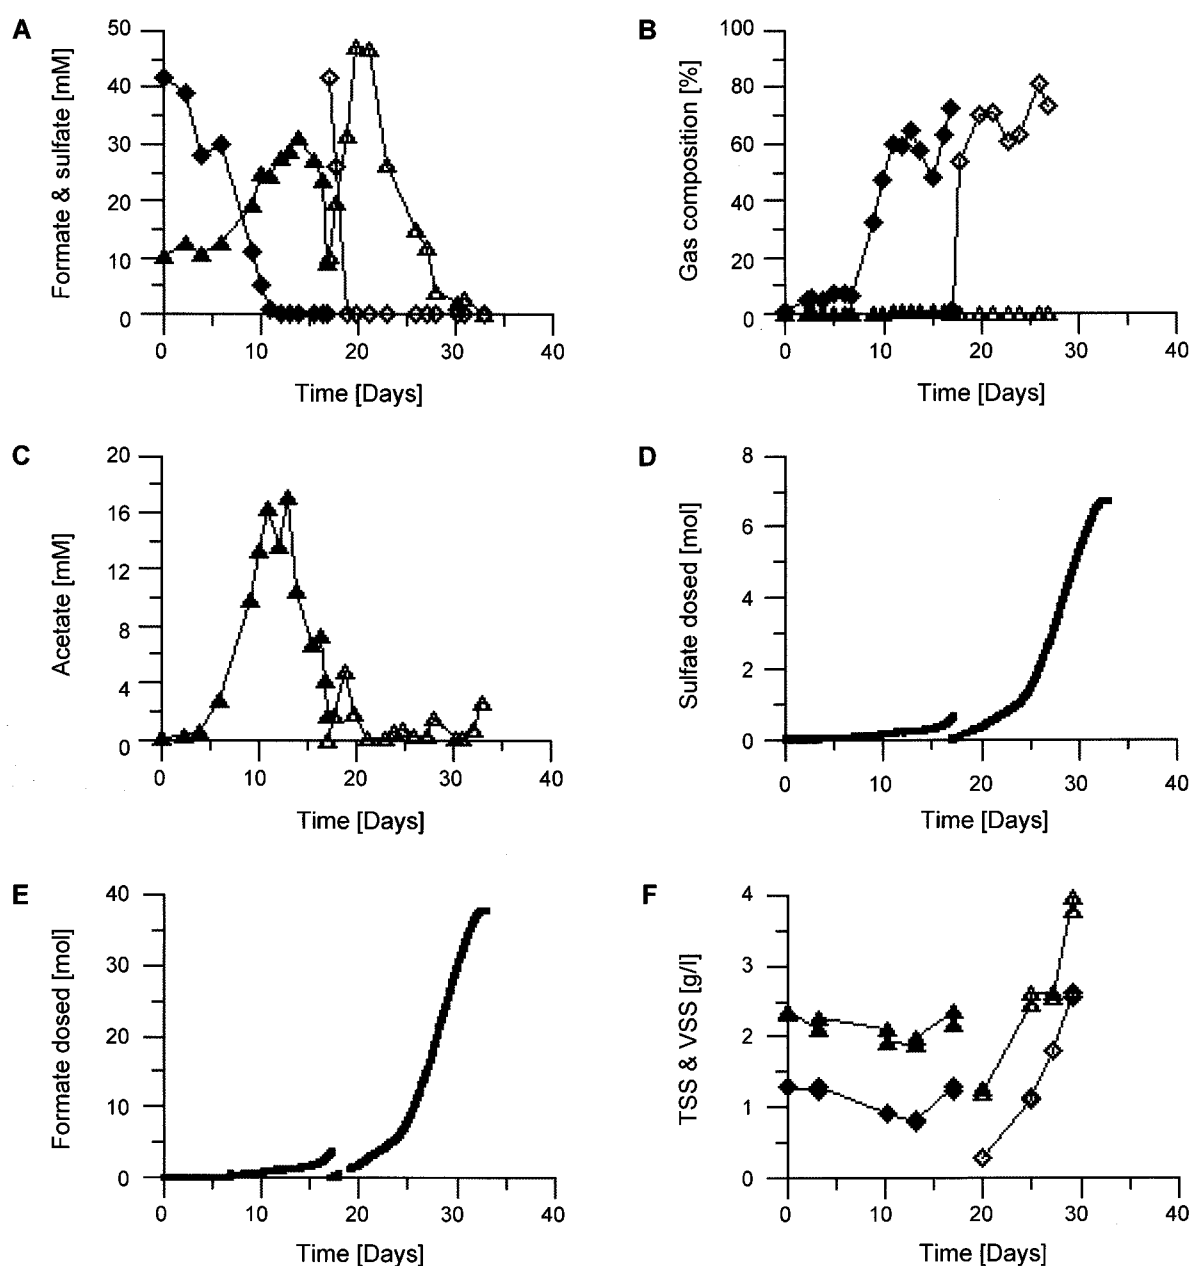 A
Formate & sulfate [mM]
50
40
30
20
10
0
0 10 20 30 40
Time [Days]
B
Gas composition [%]
100
80
60
40
20
0
0 10 20 30 40
Time [Days]
C
Acetate [mM]
20
16
12
8
4
0
0 10 20 30 40
Time [Days]
D
Sulfate dosed [mol]
8
6
4
2
0
0 10 20 30 40
Time [Days]
E
Formate dosed [mol]
40
30
20
10
0
0 10 20 30 40
Time [Days]
F
TSS & VSS [g/l]
4
3
2
1
0
0 10 20 30 40
Time [Days]